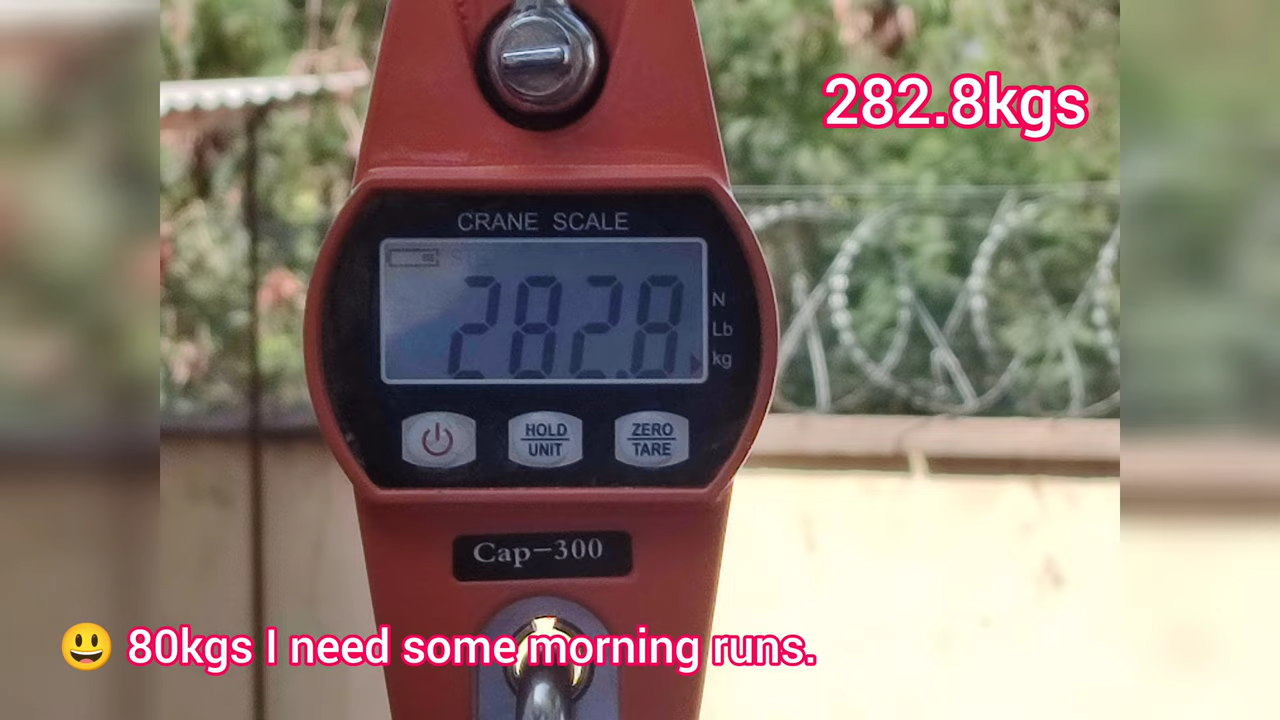 282.8kgs
CRANE SCALE
282.8
N
Lb
kg
HOLD
UNIT
ZERO
TARE
Cap-300
😃 80kgs I need some morning runs.